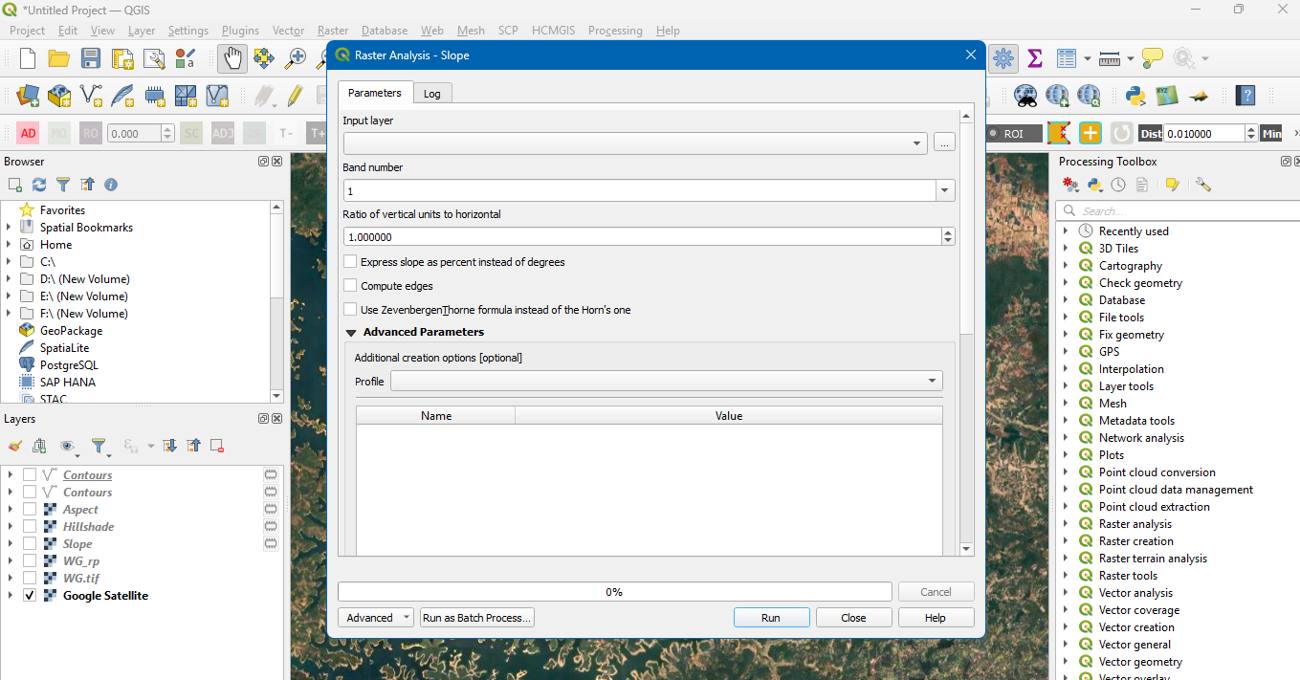 *Untitled Project — QGIS
Project Edit View Layer Settings Plugins Vector Raster Database Web Mesh SCP HCMGIS Processing Help
Raster Analysis - Slope
Parameters Log
Input layer
...
Band number
1
Ratio of vertical units to horizontal
1.000000
Express slope as percent instead of degrees
Compute edges
Use ZevenbergenThorne formula instead of the Horn's one
Advanced Parameters
Additional creation options [optional]
Profile
Name Value
0% Cancel
Advanced Run as Batch Process... Run Close Help
AD MO RO 0.000 SC ADJ T- T+
ROI Dist 0.010000 Min
Browser
Favorites
Spatial Bookmarks
Home
C:\
D:\ (New Volume)
E:\ (New Volume)
F:\ (New Volume)
GeoPackage
SpatiaLite
PostgreSQL
SAP HANA
STAC
Layers
Contours
Contours
Aspect
Hillshade
Slope
WG_rp
WG.tif
Google Satellite
Processing Toolbox
Search...
Recently used
3D Tiles
Cartography
Check geometry
Database
File tools
Fix geometry
GPS
Interpolation
Layer tools
Mesh
Metadata tools
Network analysis
Plots
Point cloud conversion
Point cloud data management
Point cloud extraction
Raster analysis
Raster creation
Raster terrain analysis
Raster tools
Vector analysis
Vector coverage
Vector creation
Vector general
Vector geometry
Vector overlay